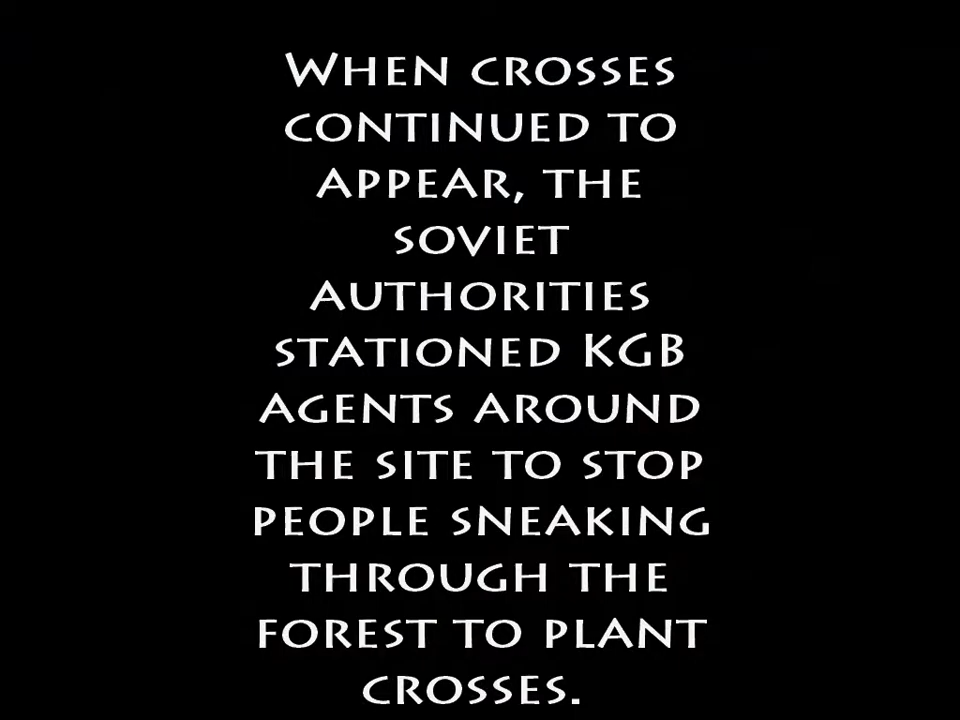 When crosses
continued to
appear, the
soviet
authorities
stationed KGB
agents around
the site to stop
people sneaking
through the
forest to plant
crosses.